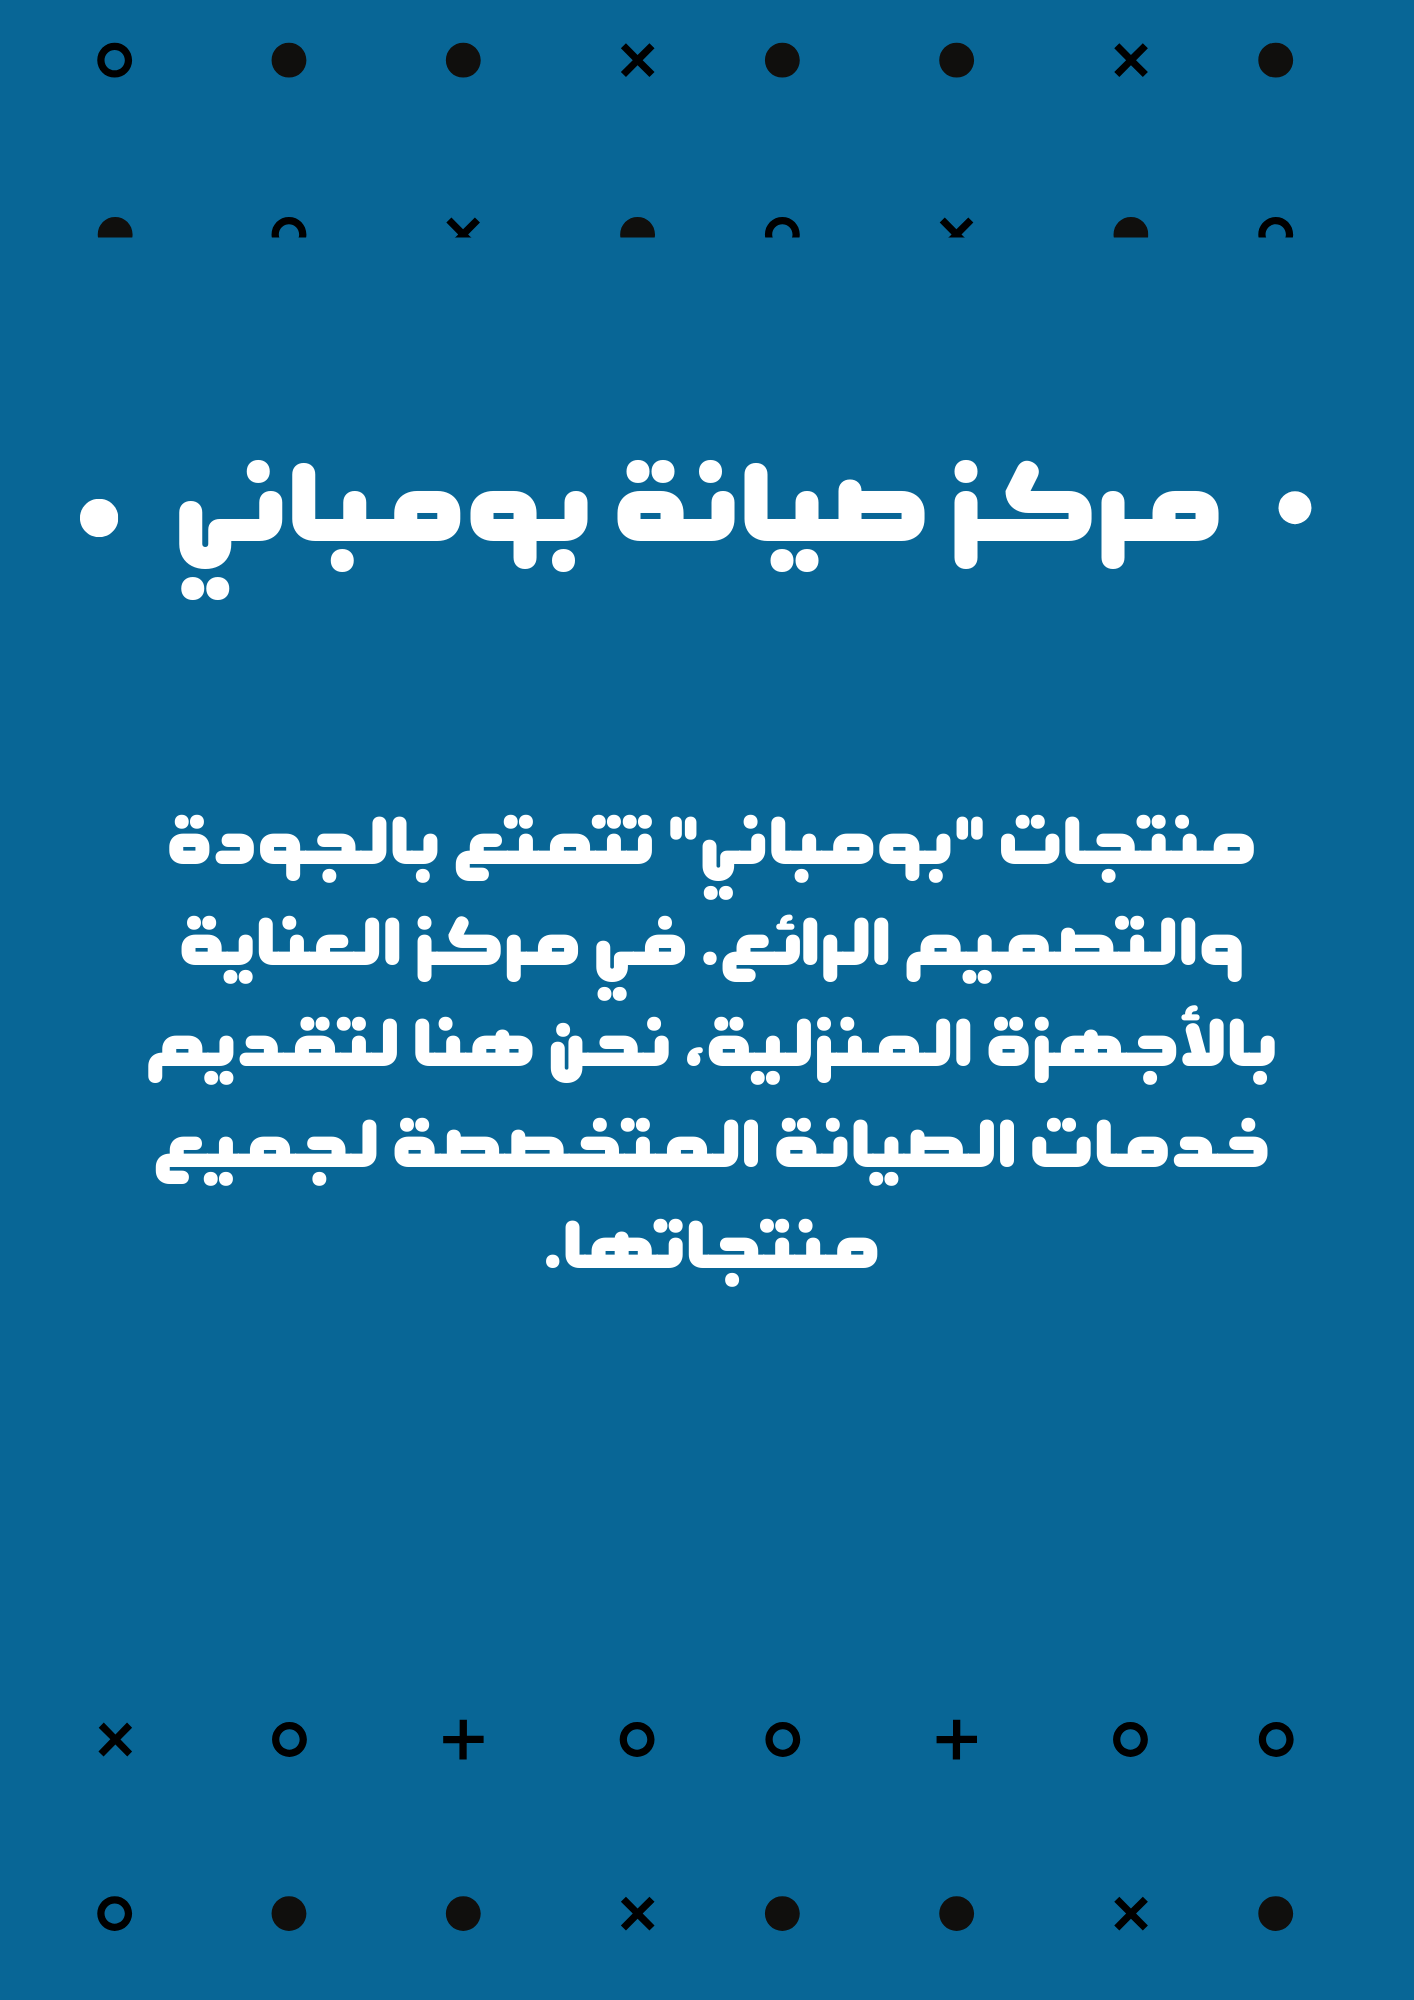 • مركز صيانة بومباني •
منتجات "بومباني" تتمتع بالجودة
والتصميم الرائع. في مركز العناية
بالأجهزة المنزلية، نحن هنا لتقديم
خدمات الصيانة المتخصصة لجميع
منتجاتها.